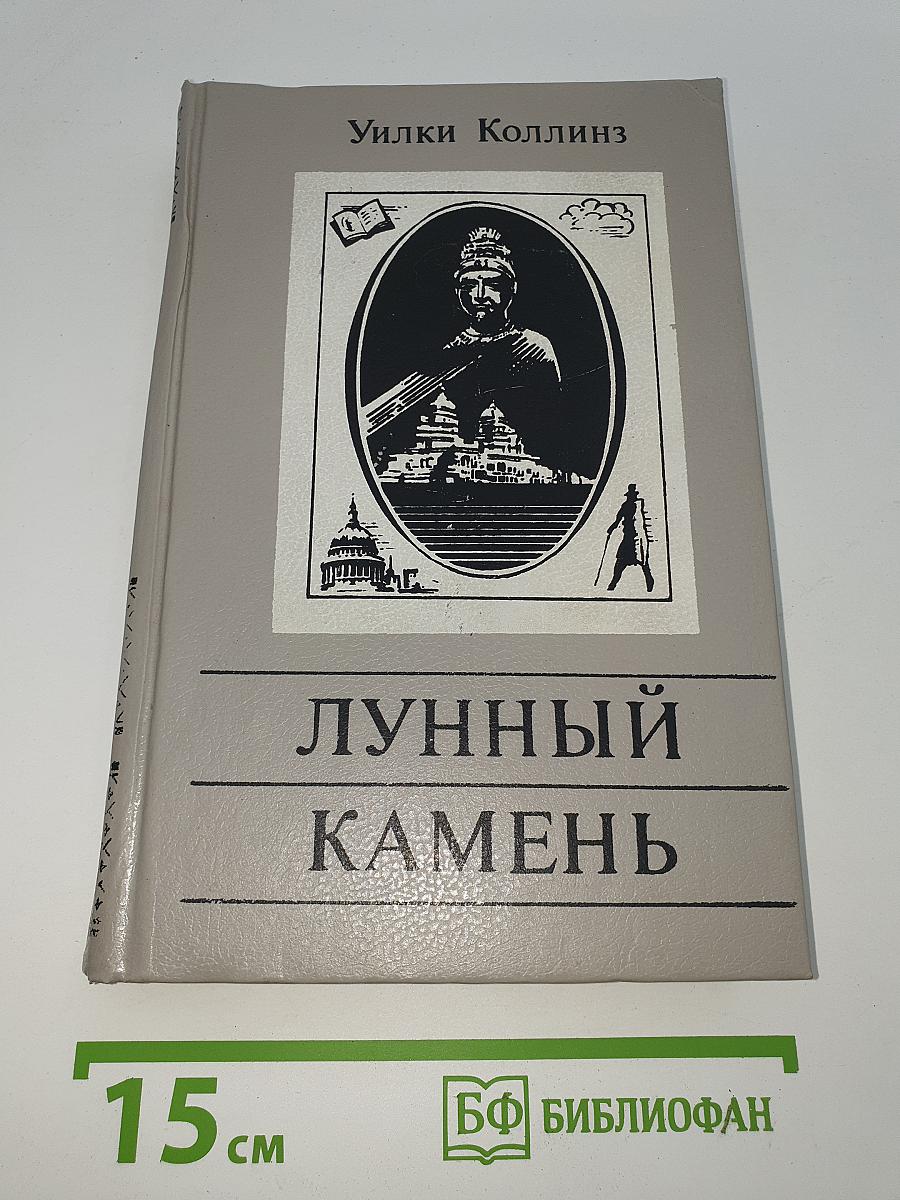 Уилки Коллинз
ЛУННЫЙ
КАМЕНЬ
15 см
БФ БИБЛИОФАН